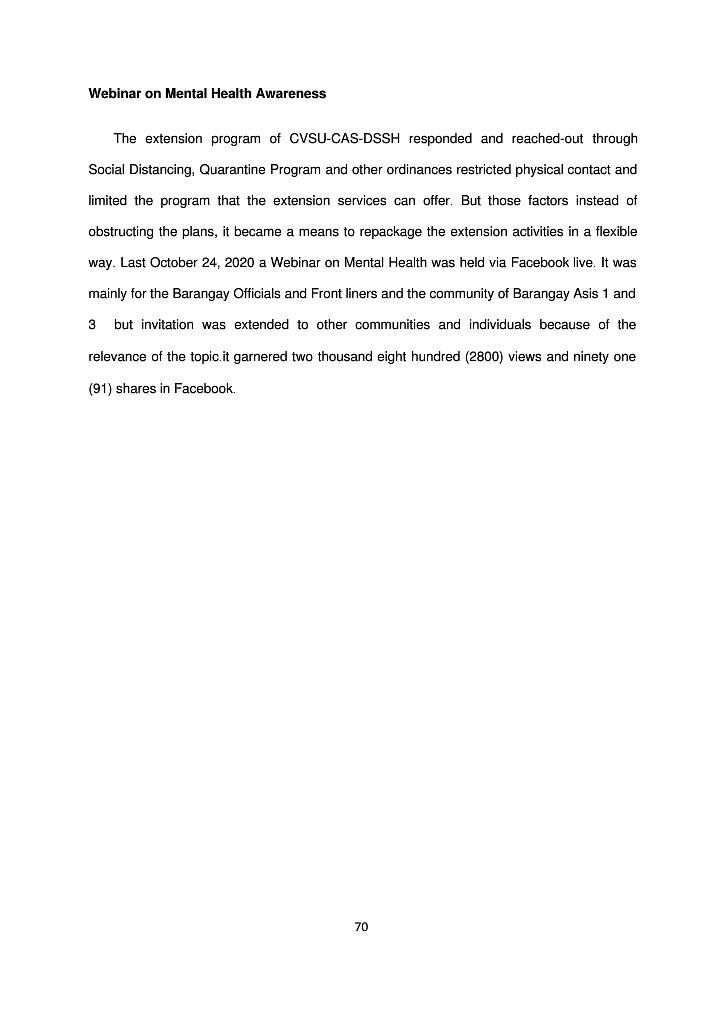 Webinar on Mental Health Awareness
The extension program of CVSU-CAS-DSSH responded and reached-out through
Social Distancing, Quarantine Program and other ordinances restricted physical contact and
limited the program that the extension services can offer. But those factors instead of
obstructing the plans, it became a means to repackage the extension activities in a flexible
way. Last October 24, 2020 a Webinar on Mental Health was held via Facebook live. It was
mainly for the Barangay Officials and Front liners and the community of Barangay Asis 1 and
3 but invitation was extended to other communities and individuals because of the
relevance of the topic.it garnered two thousand eight hundred (2800) views and ninety one
(91) shares in Facebook.
70